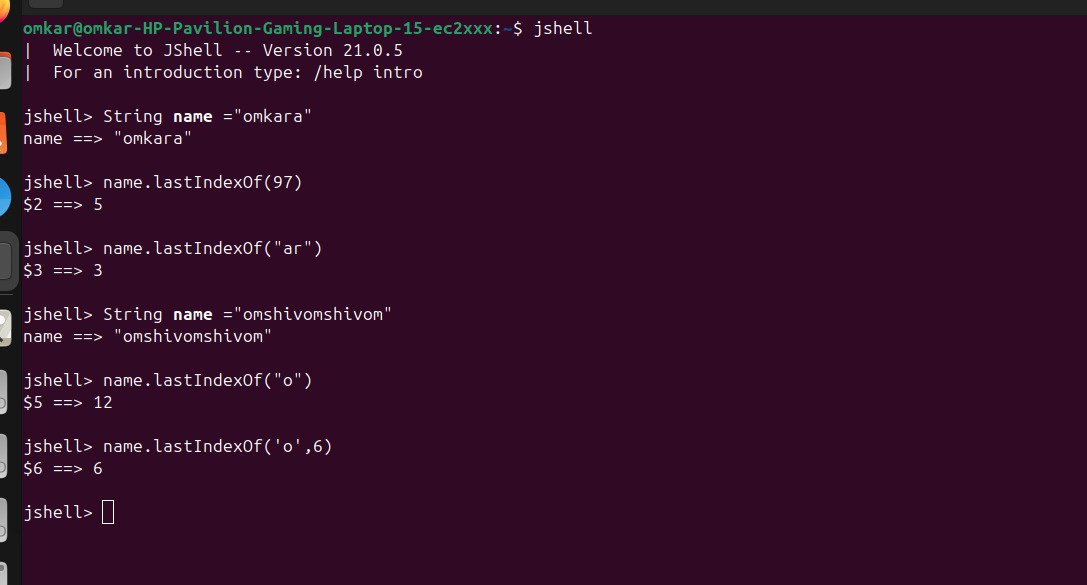 omkar@omkar-HP-Pavilion-Gaming-Laptop-15-ec2xxx:~$ jshell
|  Welcome to JShell -- Version 21.0.5
|  For an introduction type: /help intro
jshell> String name ="omkara"
name ==> "omkara"
jshell> name.lastIndexOf(97)
$2 ==> 5
jshell> name.lastIndexOf("ar")
$3 ==> 3
jshell> String name ="omshivomshivom"
name ==> "omshivomshivom"
jshell> name.lastIndexOf("o")
$5 ==> 12
jshell> name.lastIndexOf('o',6)
$6 ==> 6
jshell>